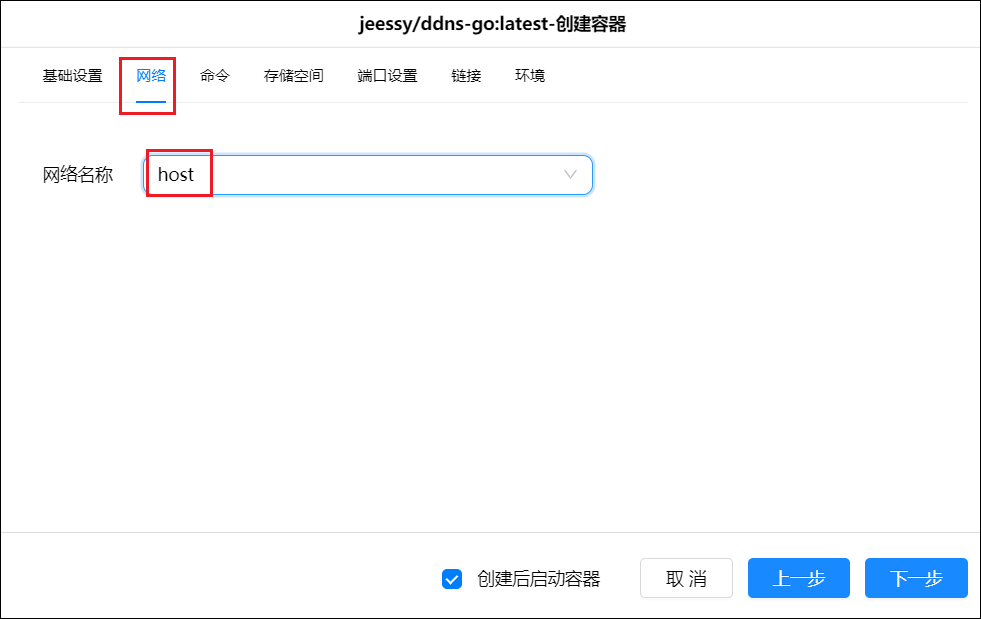 jeessy/ddns-go:latest-创建容器
基础设置 网络 命令 存储空间 端口设置 链接 环境
网络名称 host
创建后启动容器 取 消 上一步 下一步